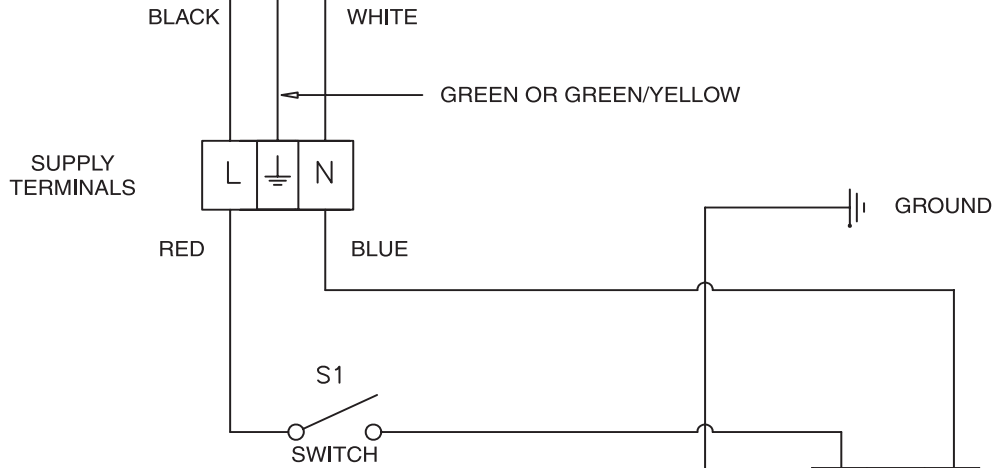 BLACK
WHITE
GREEN OR GREEN/YELLOW
SUPPLY
TERMINALS
L
N
GROUND
RED
BLUE
S1
SWITCH